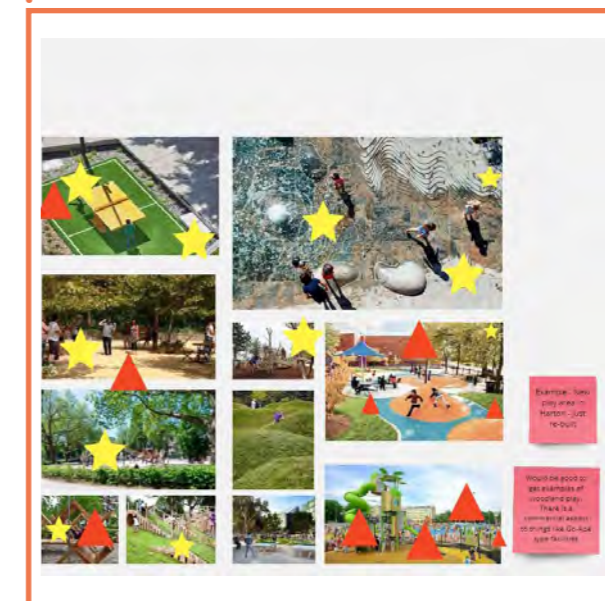 Example - New
play area in
Harton - just
re-built
Would be good to
get examples of
woodland play.
There is a
commercial aspect
to things like Go Ape
type facilities